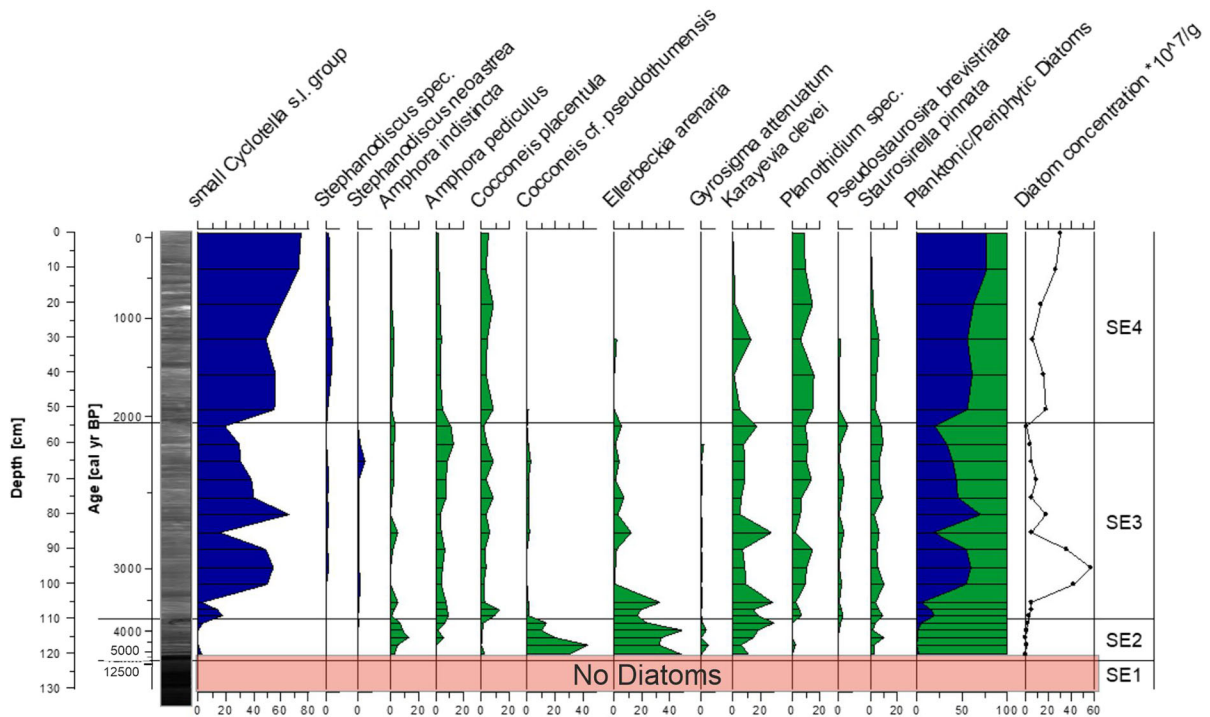 small Cyclotella s.l. group
Stephanodiscus spec.
Stephanodiscus neoastrea
Amphora indistincta
Amphora pediculus
Cocconeis placentula
Cocconeis cf. pseudothumensis
Ellerbeckia arenaria
Gyrosigma attenuatum
Karayevia clevei
Planothidium spec.
Pseudostaurosira brevistriata
Staurosirella pinnata
Planktonic/Periphytic Diatoms
Diatom concentration *10^7/g
Depth [cm]
0
10
20
30
40
50
60
70
80
90
100
110
120
130
Age [cal yr BP]
0
1000
2000
3000
4000
5000
12500
SE4
SE3
SE2
SE1
No Diatoms
0 20 40 60 80 0 0 0 20 0 20 0 20 0 20 40 0 20 40 0 0 20 0 20 0 0 20 0 50 100 0 20 40 60